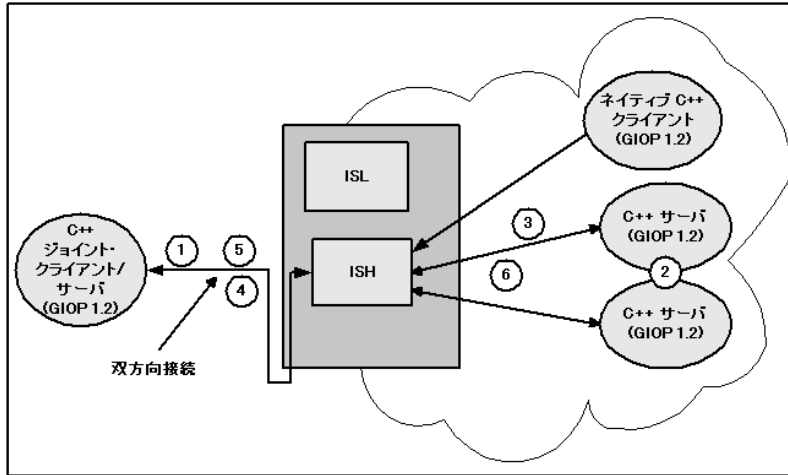 ネイティブ C++
クライアント
(GIOP 1.2)
ISL
C++
ジョイント・
クライアント/
サーバ
(GIOP 1.2)
1
5
4
3
C++ サーバ
(GIOP 1.2)
ISH
6
2
C++ サーバ
(GIOP 1.2)
双方向接続